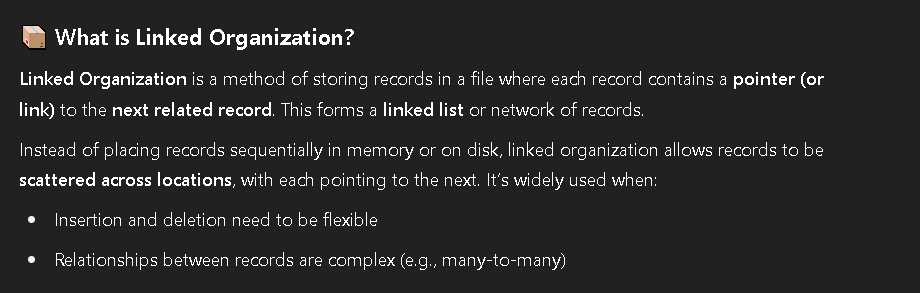 📦 What is Linked Organization?
Linked Organization is a method of storing records in a file where each record contains a pointer (or
link) to the next related record. This forms a linked list or network of records.
Instead of placing records sequentially in memory or on disk, linked organization allows records to be
scattered across locations, with each pointing to the next. It’s widely used when:
• Insertion and deletion need to be flexible
• Relationships between records are complex (e.g., many-to-many)